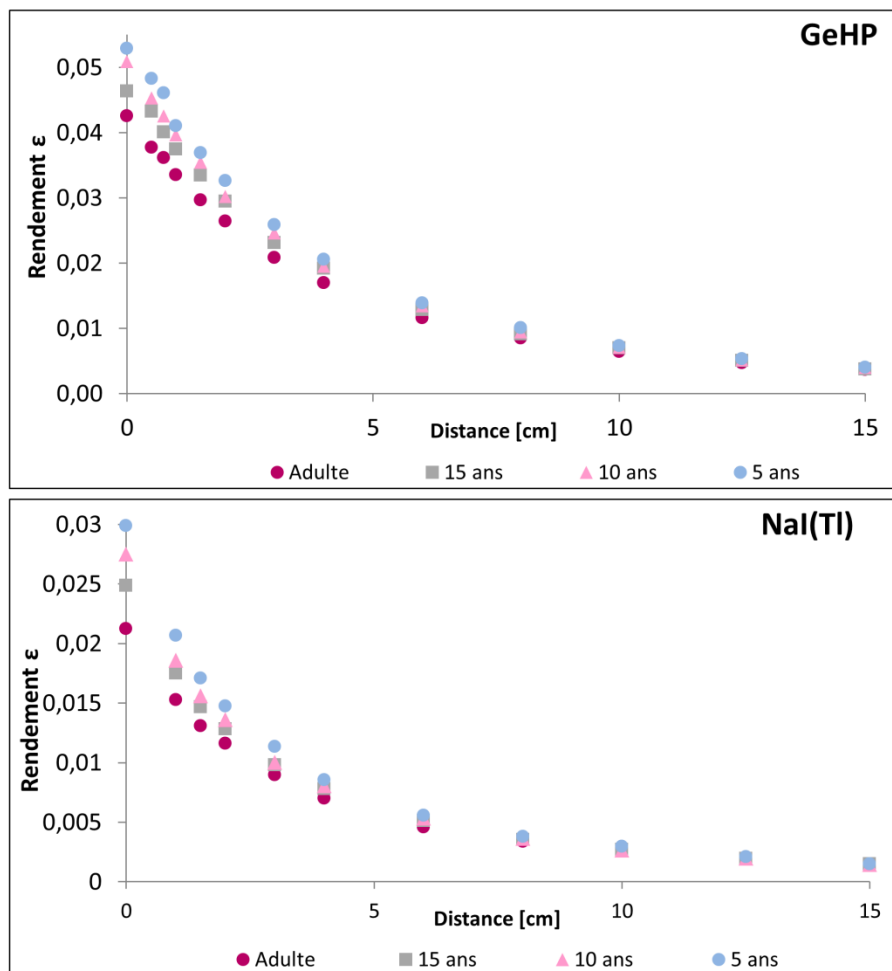 GeHP
0,05
0,04
0,03
0,02
0,01
0,00
Rendement ε
0 5 10 15
Distance [cm]
Adulte 15 ans 10 ans 5 ans
NaI(Tl)
0,03
0,025
0,02
0,015
0,01
0,005
0
Rendement ε
0 5 10 15
Distance [cm]
Adulte 15 ans 10 ans 5 ans